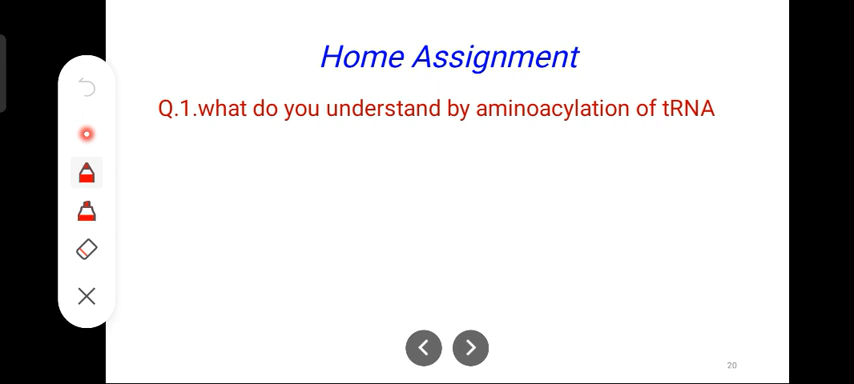 Home Assignment
Q.1.what do you understand by aminoacylation of tRNA
20